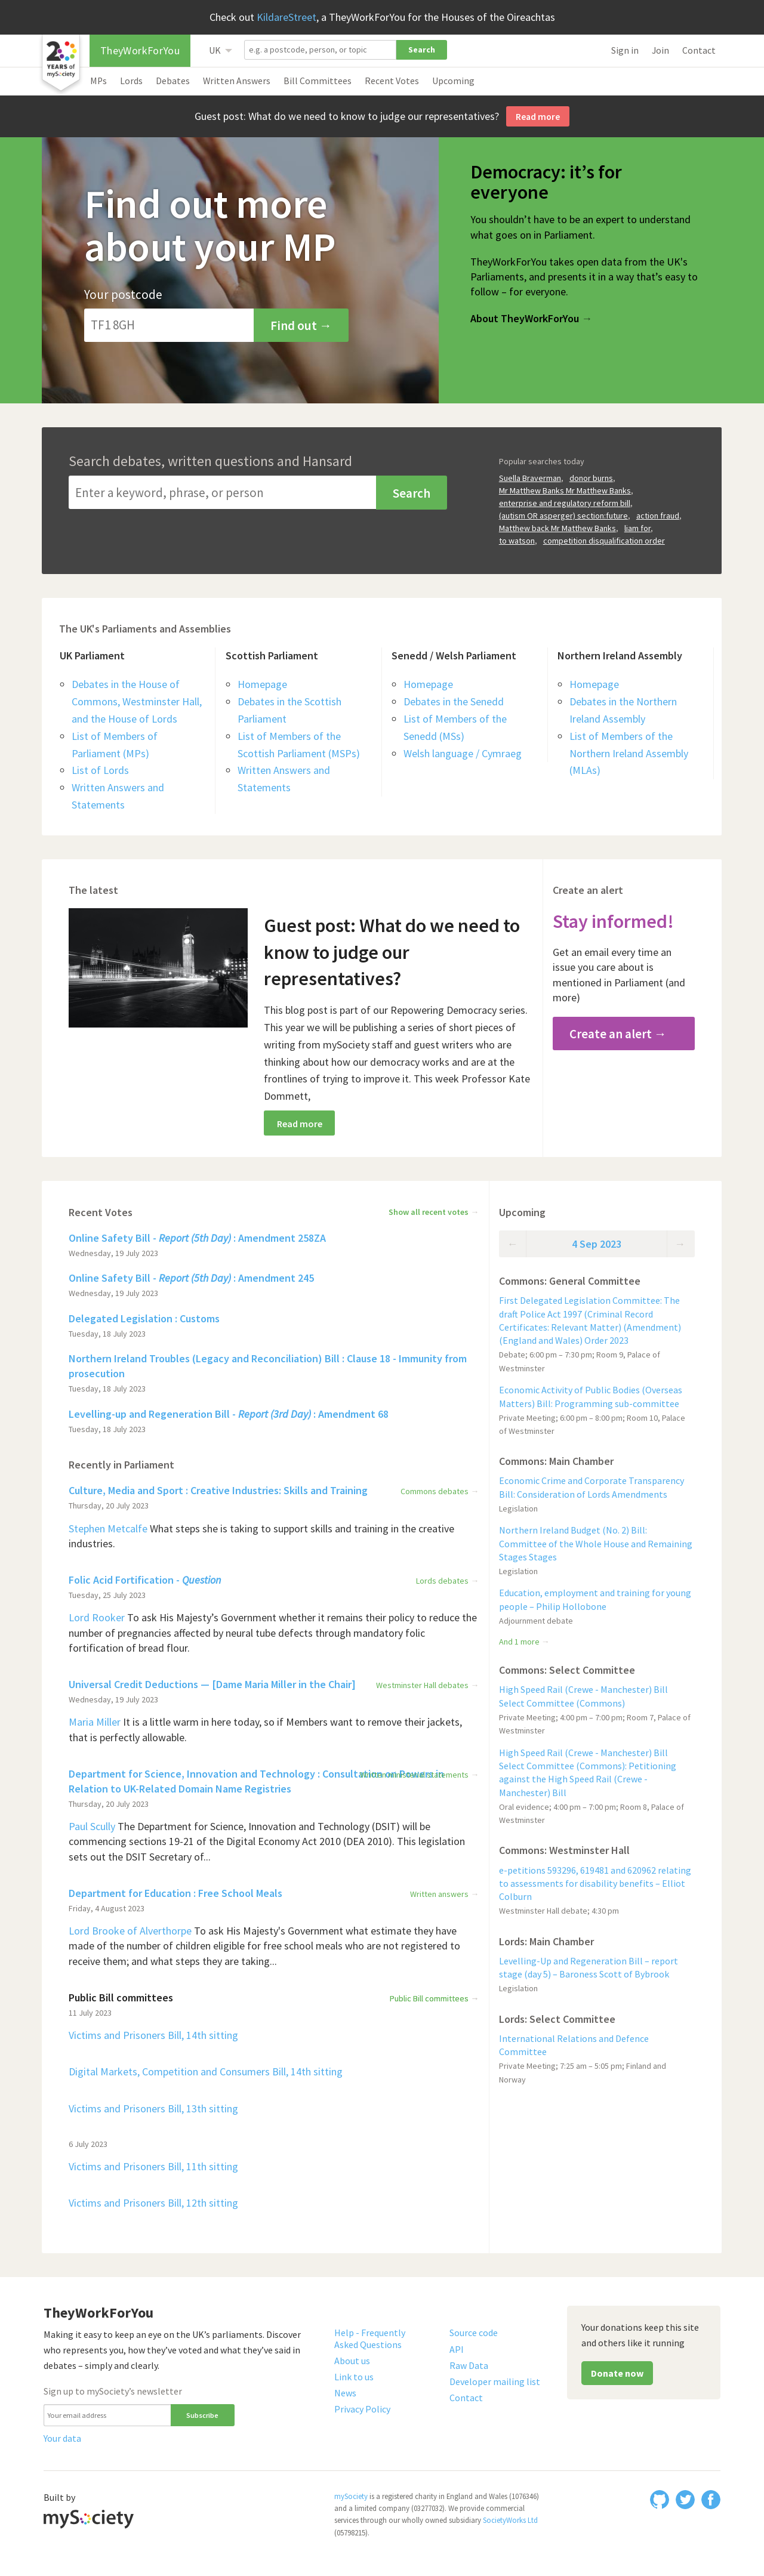 Check out KildareStreet, a TheyWorkForYou for the Houses of the Oireachtas
20
YEARS of
mySociety
TheyWorkForYou
UK
e.g. a postcode, person, or topic
Search
Sign in
Join
Contact
MPs
Lords
Debates
Written Answers
Bill Committees
Recent Votes
Upcoming
Guest post: What do we need to know to judge our representatives?
Read more
Find out more
about your MP
Your postcode
TF1 8GH
Find out →
Democracy: it’s for
everyone
You shouldn’t have to be an expert to understand
what goes on in Parliament.
TheyWorkForYou takes open data from the UK’s
Parliaments, and presents it in a way that’s easy to
follow – for everyone.
About TheyWorkForYou →
Search debates, written questions and Hansard
Enter a keyword, phrase, or person
Search
Popular searches today
Suella Braverman, donor burns,
Mr Matthew Banks Mr Matthew Banks,
enterprise and regulatory reform bill,
(autism OR asperger) section:future, action fraud,
Matthew back Mr Matthew Banks, liam for,
to watson, competition disqualification order
The UK's Parliaments and Assemblies
UK Parliament
Debates in the House of
Commons, Westminster Hall,
and the House of Lords
List of Members of
Parliament (MPs)
List of Lords
Written Answers and
Statements
Scottish Parliament
Homepage
Debates in the Scottish
Parliament
List of Members of the
Scottish Parliament (MSPs)
Written Answers and
Statements
Senedd / Welsh Parliament
Homepage
Debates in the Senedd
List of Members of the
Senedd (MSs)
Welsh language / Cymraeg
Northern Ireland Assembly
Homepage
Debates in the Northern
Ireland Assembly
List of Members of the
Northern Ireland Assembly
(MLAs)
The latest
Guest post: What do we need to
know to judge our
representatives?
This blog post is part of our Repowering Democracy series.
This year we will be publishing a series of short pieces of
writing from mySociety staff and guest writers who are
thinking about how our democracy works and are at the
frontlines of trying to improve it. This week Professor Kate
Dommett,
Read more
Create an alert
Stay informed!
Get an email every time an
issue you care about is
mentioned in Parliament (and
more)
Create an alert →
Recent Votes
Show all recent votes →
Online Safety Bill - Report (5th Day) : Amendment 258ZA
Wednesday, 19 July 2023
Online Safety Bill - Report (5th Day) : Amendment 245
Wednesday, 19 July 2023
Delegated Legislation : Customs
Tuesday, 18 July 2023
Northern Ireland Troubles (Legacy and Reconciliation) Bill : Clause 18 - Immunity from
prosecution
Tuesday, 18 July 2023
Levelling-up and Regeneration Bill - Report (3rd Day) : Amendment 68
Tuesday, 18 July 2023
Recently in Parliament
Culture, Media and Sport : Creative Industries: Skills and Training
Commons debates →
Thursday, 20 July 2023
Stephen Metcalfe What steps she is taking to support skills and training in the creative
industries.
Folic Acid Fortification - Question
Lords debates →
Tuesday, 25 July 2023
Lord Rooker To ask His Majesty’s Government whether it remains their policy to reduce the
number of pregnancies affected by neural tube defects through mandatory folic
fortification of bread flour.
Universal Credit Deductions — [Dame Maria Miller in the Chair]
Westminster Hall debates →
Wednesday, 19 July 2023
Maria Miller It is a little warm in here today, so if Members want to remove their jackets,
that is perfectly allowable.
Department for Science, Innovation and Technology : Consultation on Powers in
Relation to UK-Related Domain Name Registries
Thursday, 20 July 2023
Paul Scully The Department for Science, Innovation and Technology (DSIT) will be
commencing sections 19-21 of the Digital Economy Act 2010 (DEA 2010). This legislation
sets out the DSIT Secretary of...
Department for Education : Free School Meals
Written answers →
Friday, 4 August 2023
Lord Brooke of Alverthorpe To ask His Majesty's Government what estimate they have
made of the number of children eligible for free school meals who are not registered to
receive them; and what steps they are taking...
Public Bill committees
Public Bill committees →
11 July 2023
Victims and Prisoners Bill, 14th sitting
Digital Markets, Competition and Consumers Bill, 14th sitting
Victims and Prisoners Bill, 13th sitting
6 July 2023
Victims and Prisoners Bill, 11th sitting
Victims and Prisoners Bill, 12th sitting
Upcoming
← 4 Sep 2023 →
Commons: General Committee
First Delegated Legislation Committee: The
draft Police Act 1997 (Criminal Record
Certificates: Relevant Matter) (Amendment)
(England and Wales) Order 2023
Debate; 6:00 pm – 7:30 pm; Room 9, Palace of
Westminster
Economic Activity of Public Bodies (Overseas
Matters) Bill: Programming sub-committee
Private Meeting; 6:00 pm – 8:00 pm; Room 10, Palace
of Westminster
Commons: Main Chamber
Economic Crime and Corporate Transparency
Bill: Consideration of Lords Amendments
Legislation
Northern Ireland Budget (No. 2) Bill:
Committee of the Whole House and Remaining
Stages Stages
Legislation
Education, employment and training for young
people – Philip Hollobone
Adjournment debate
And 1 more →
Commons: Select Committee
High Speed Rail (Crewe - Manchester) Bill
Select Committee (Commons)
Private Meeting; 4:00 pm – 7:00 pm; Room 7, Palace of
Westminster
High Speed Rail (Crewe - Manchester) Bill
Select Committee (Commons): Petitioning
against the High Speed Rail (Crewe -
Manchester) Bill
Oral evidence; 4:00 pm – 7:00 pm; Room 8, Palace of
Westminster
Commons: Westminster Hall
e-petitions 593296, 619481 and 620962 relating
to assessments for disability benefits – Elliot
Colburn
Westminster Hall debate; 4:30 pm
Lords: Main Chamber
Levelling-Up and Regeneration Bill – report
stage (day 5) – Baroness Scott of Bybrook
Legislation
Lords: Select Committee
International Relations and Defence
Committee
Private Meeting; 7:25 am – 5:05 pm; Finland and
Norway
TheyWorkForYou
Making it easy to keep an eye on the UK’s parliaments. Discover
who represents you, how they’ve voted and what they’ve said in
debates – simply and clearly.
Sign up to mySociety’s newsletter
Your email address
Subscribe
Your data
Help - Frequently
Asked Questions
About us
Link to us
News
Privacy Policy
Source code
API
Raw Data
Developer mailing list
Contact
Your donations keep this site
and others like it running
Donate now
Built by
mySociety
mySociety is a registered charity in England and Wales (1076346)
and a limited company (03277032). We provide commercial
services through our wholly owned subsidiary SocietyWorks Ltd
(05798215).